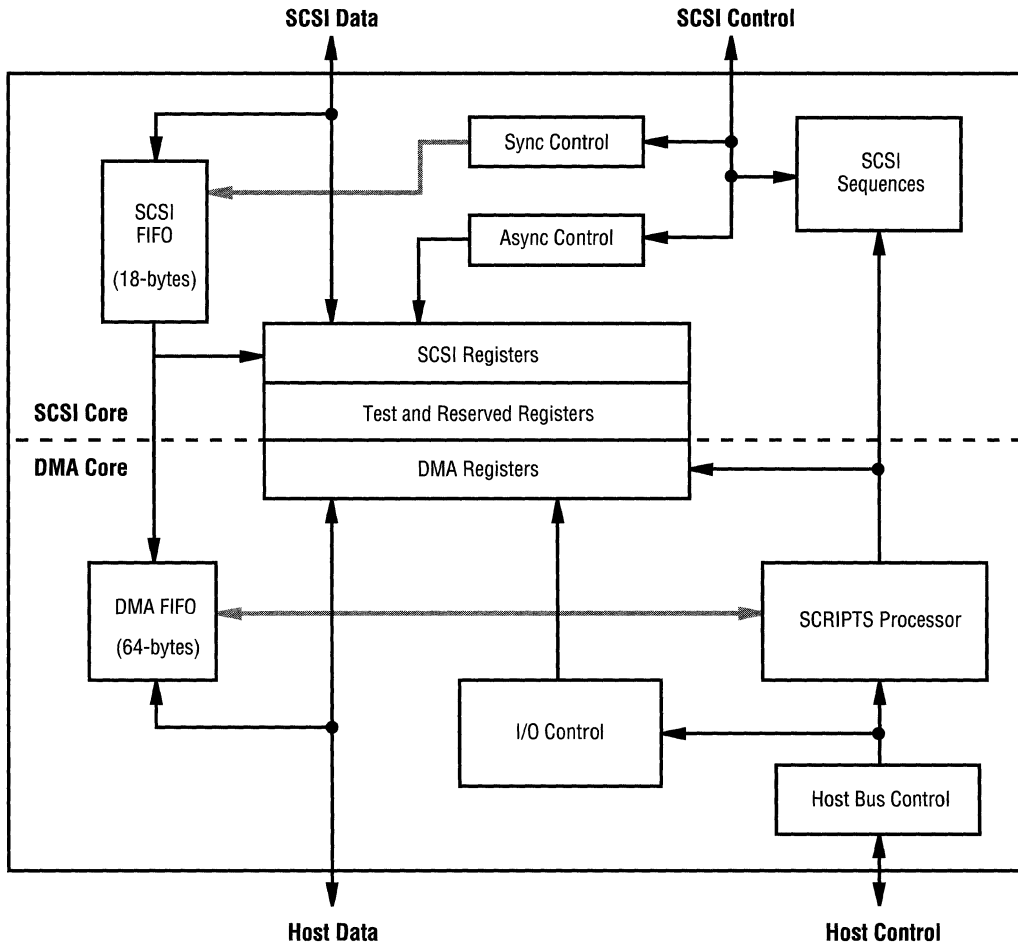 SCSI Data
SCSI Control
Sync Control
SCSI
Sequences
SCSI
FIFO
(18-bytes)
Async Control
SCSI Registers
Test and Reserved Registers
DMA Registers
SCSI Core
DMA Core
DMA FIFO
(64-bytes)
SCRIPTS Processor
I/O Control
Host Bus Control
Host Data
Host Control